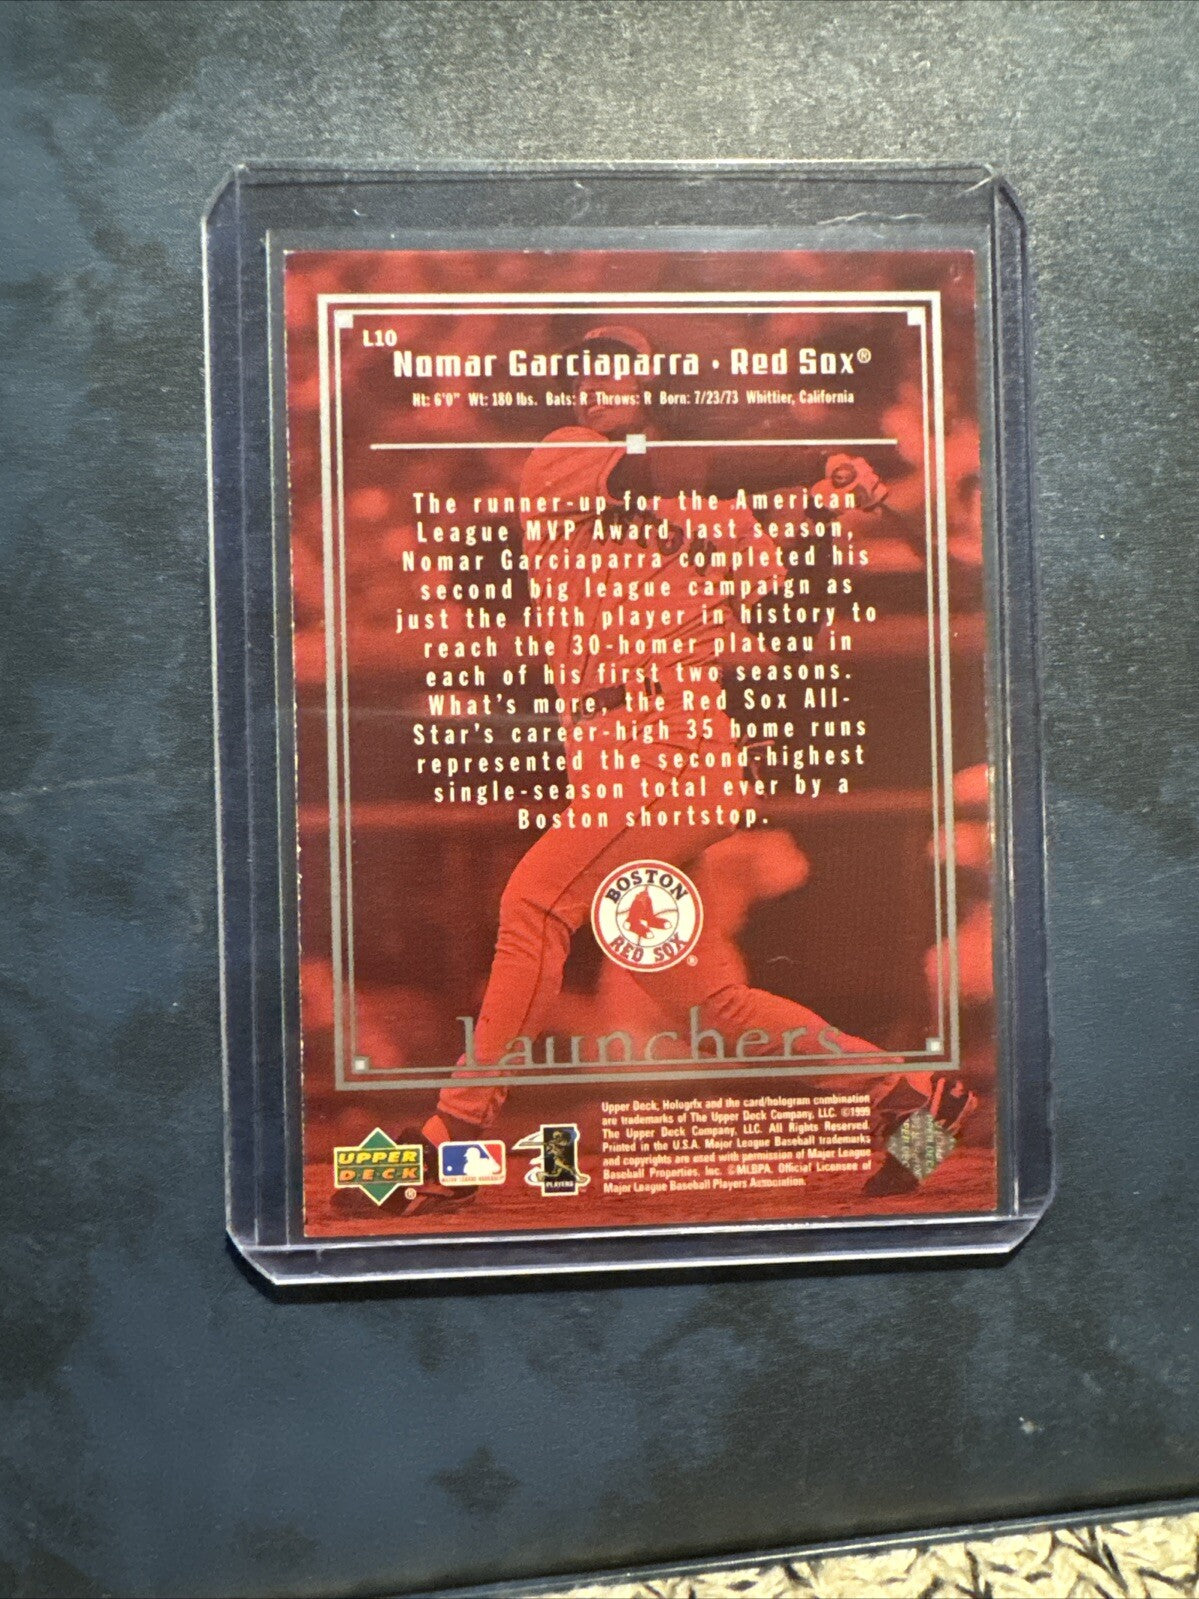 L10
Nomar Garciaparra • Red Sox®
Ht: 6'0" Wt: 180 lbs. Bats: R Throws: R Born: 7/23/73 Whittier, California
The runner-up for the American
League MVP Award last season,
Nomar Garciaparra completed his
second big league campaign as
just the fifth player in history to
reach the 30-homer plateau in
each of his first two seasons.
What's more, the Red Sox All-
Star's career-high 35 home runs
represented the second-highest
single-season total ever by a
Boston shortstop.
BOSTON
RED SOX
®
Launchers
Upper Deck, Hologrfx and the card/hologram combination
are trademarks of The Upper Deck Company, LLC. ©1999
The Upper Deck Company, LLC. All Rights Reserved.
Printed in the U.S.A. Major League Baseball trademarks
and copyrights are used with permission of Major League
Baseball Properties, Inc. ©MLBPA. Official Licensee of
Major League Baseball Players Association.
UPPER
DECK
®
MAJOR LEAGUE BASEBALL
PLAYERS